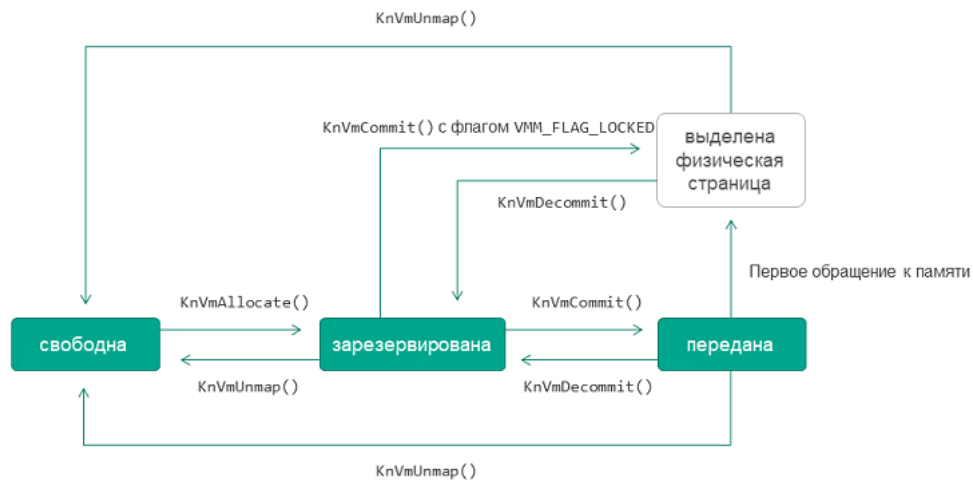 KnVmUnmap()
KnVmCommit() с флагом VMM_FLAG_LOCKED
выделена
физическая
страница
KnVmDecommit()
Первое обращение к памяти
KnVmAllocate()
KnVmCommit()
свободна
зарезервирована
передана
KnVmUnmap()
KnVmDecommit()
KnVmUnmap()